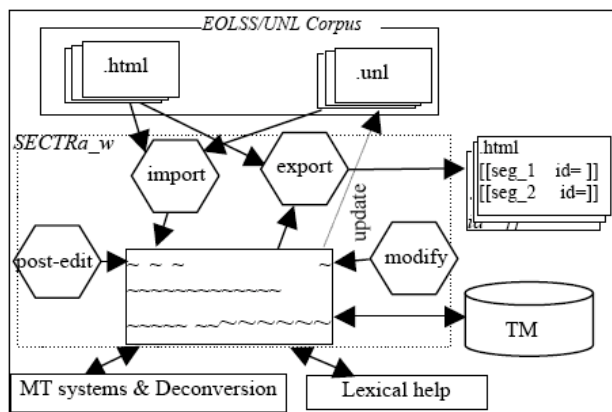 EOLSS/UNL Corpus
.html
.unl
SECTRa_w
import
export
.html
[[seg_1 id= ]]
[[seg_2 id= ]]
update
post-edit
modify
~ ~ ~ ~
~~~~~~~~~~~~~~
~~~~~ ~~~~~~~~~
TM
MT systems & Deconversion
Lexical help